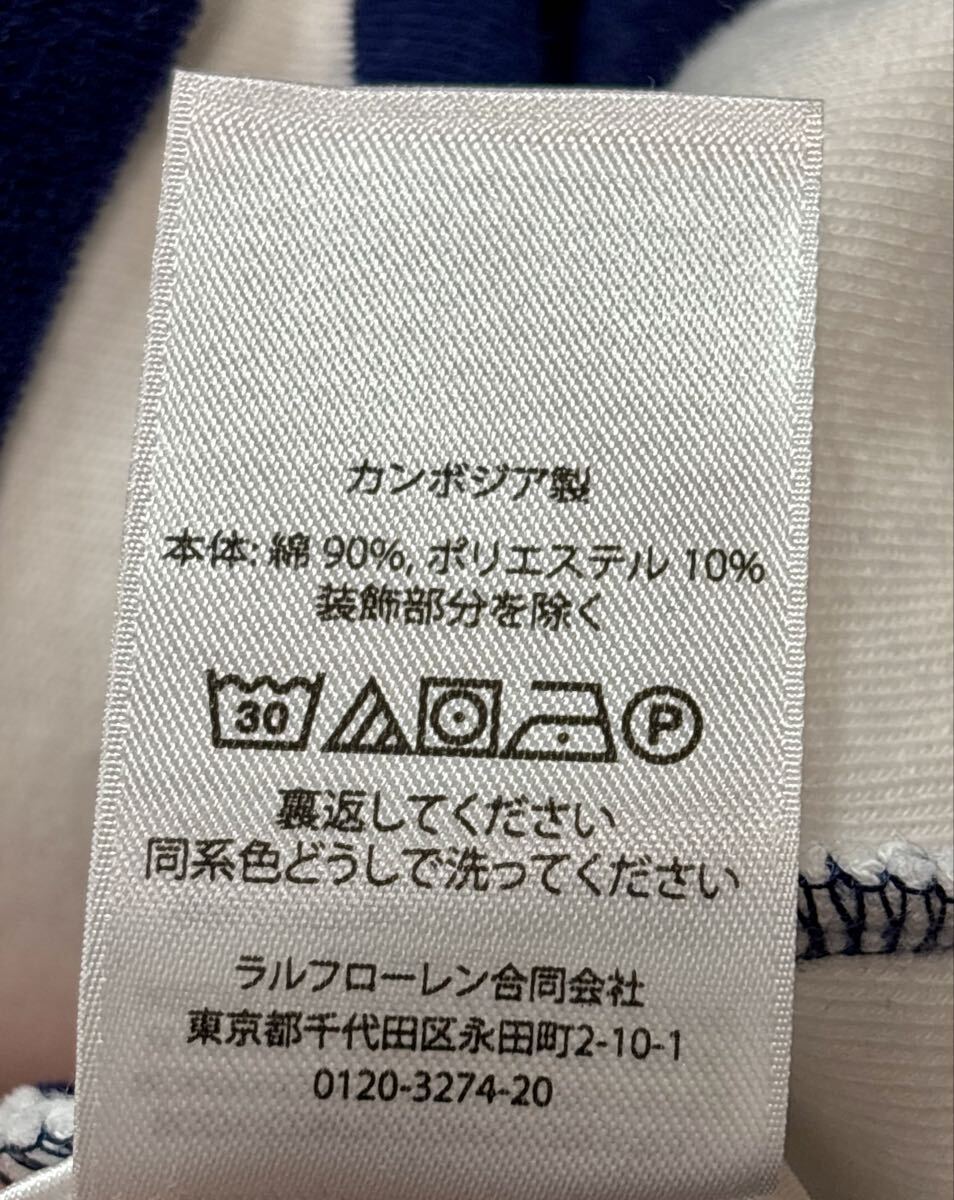 カンボジア製
本体: 綿 90%, ポリエステル 10%
装飾部分を除く
30 P
裏返してください
同系色どうしで洗ってください
ラルフローレン合同会社
東京都千代田区永田町2-10-1
0120-3274-20